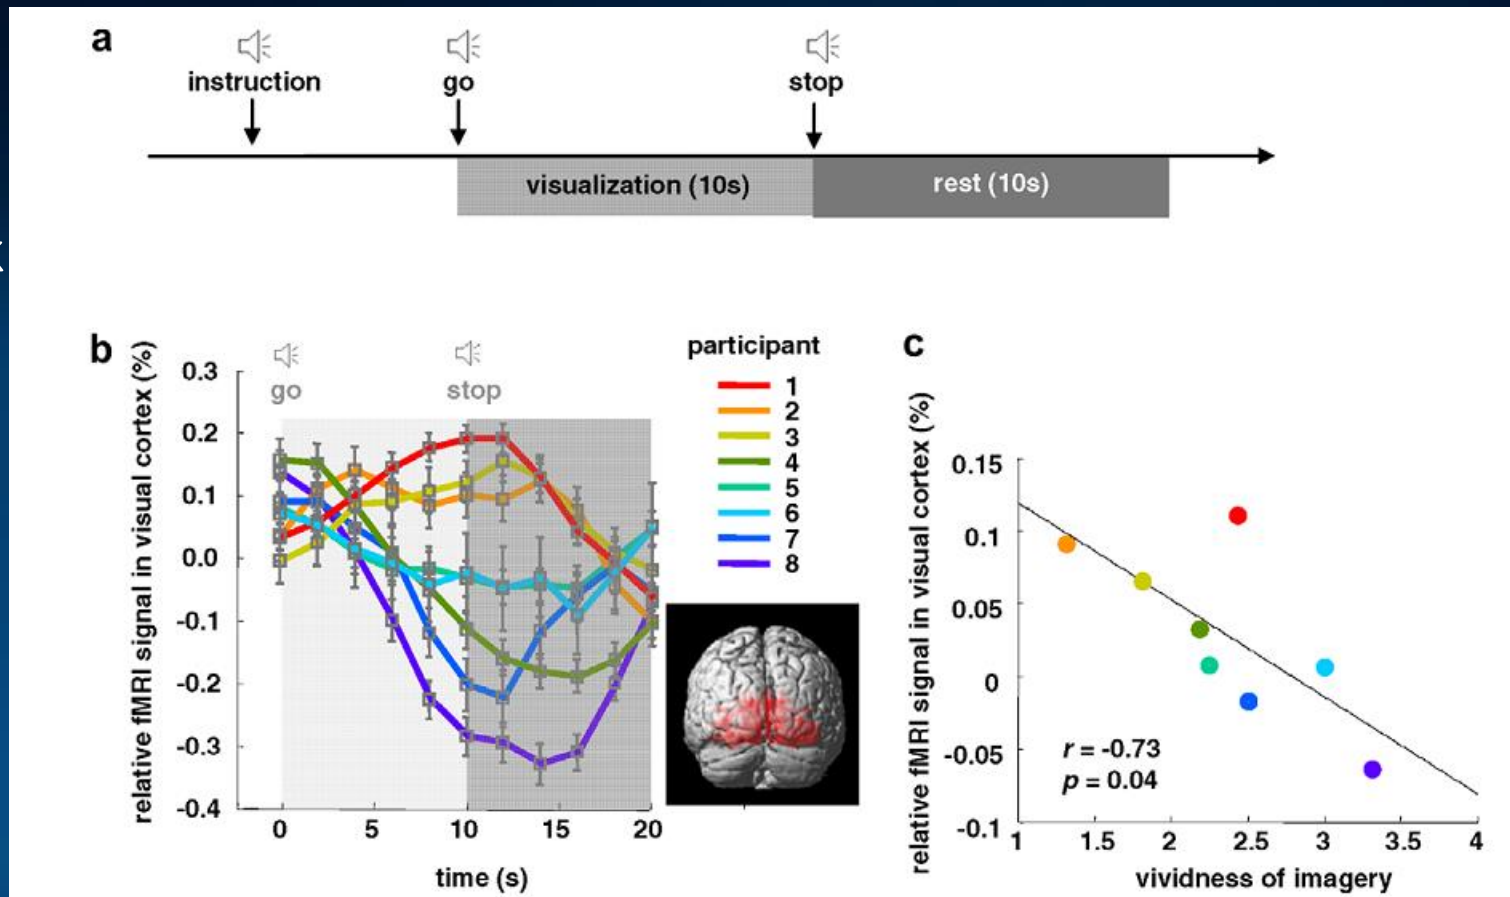 a
instruction
go
stop
visualization (10s)
rest (10s)
b
relative fMRI signal in visual cortex (%)
0.3
0.2
0.1
0.0
-0.1
-0.2
-0.3
-0.4
go
stop
0
5
10
15
20
time (s)
participant
1
2
3
4
5
6
7
8
c
relative fMRI signal in visual cortex (%)
0.15
0.1
0.05
0
-0.05
-0.1
r = -0.73
p = 0.04
1
1.5
2
2.5
3
3.5
4
vividness of imagery